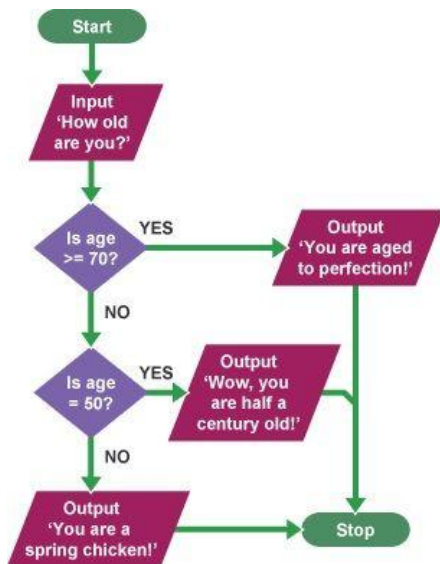 Start
Input
‘How old
are you?’
Is age
>= 70?
YES
Output
‘You are aged
to perfection!’
NO
Is age
= 50?
YES
Output
‘Wow, you
are half a
century old!’
NO
Output
‘You are a
spring chicken!’
Stop